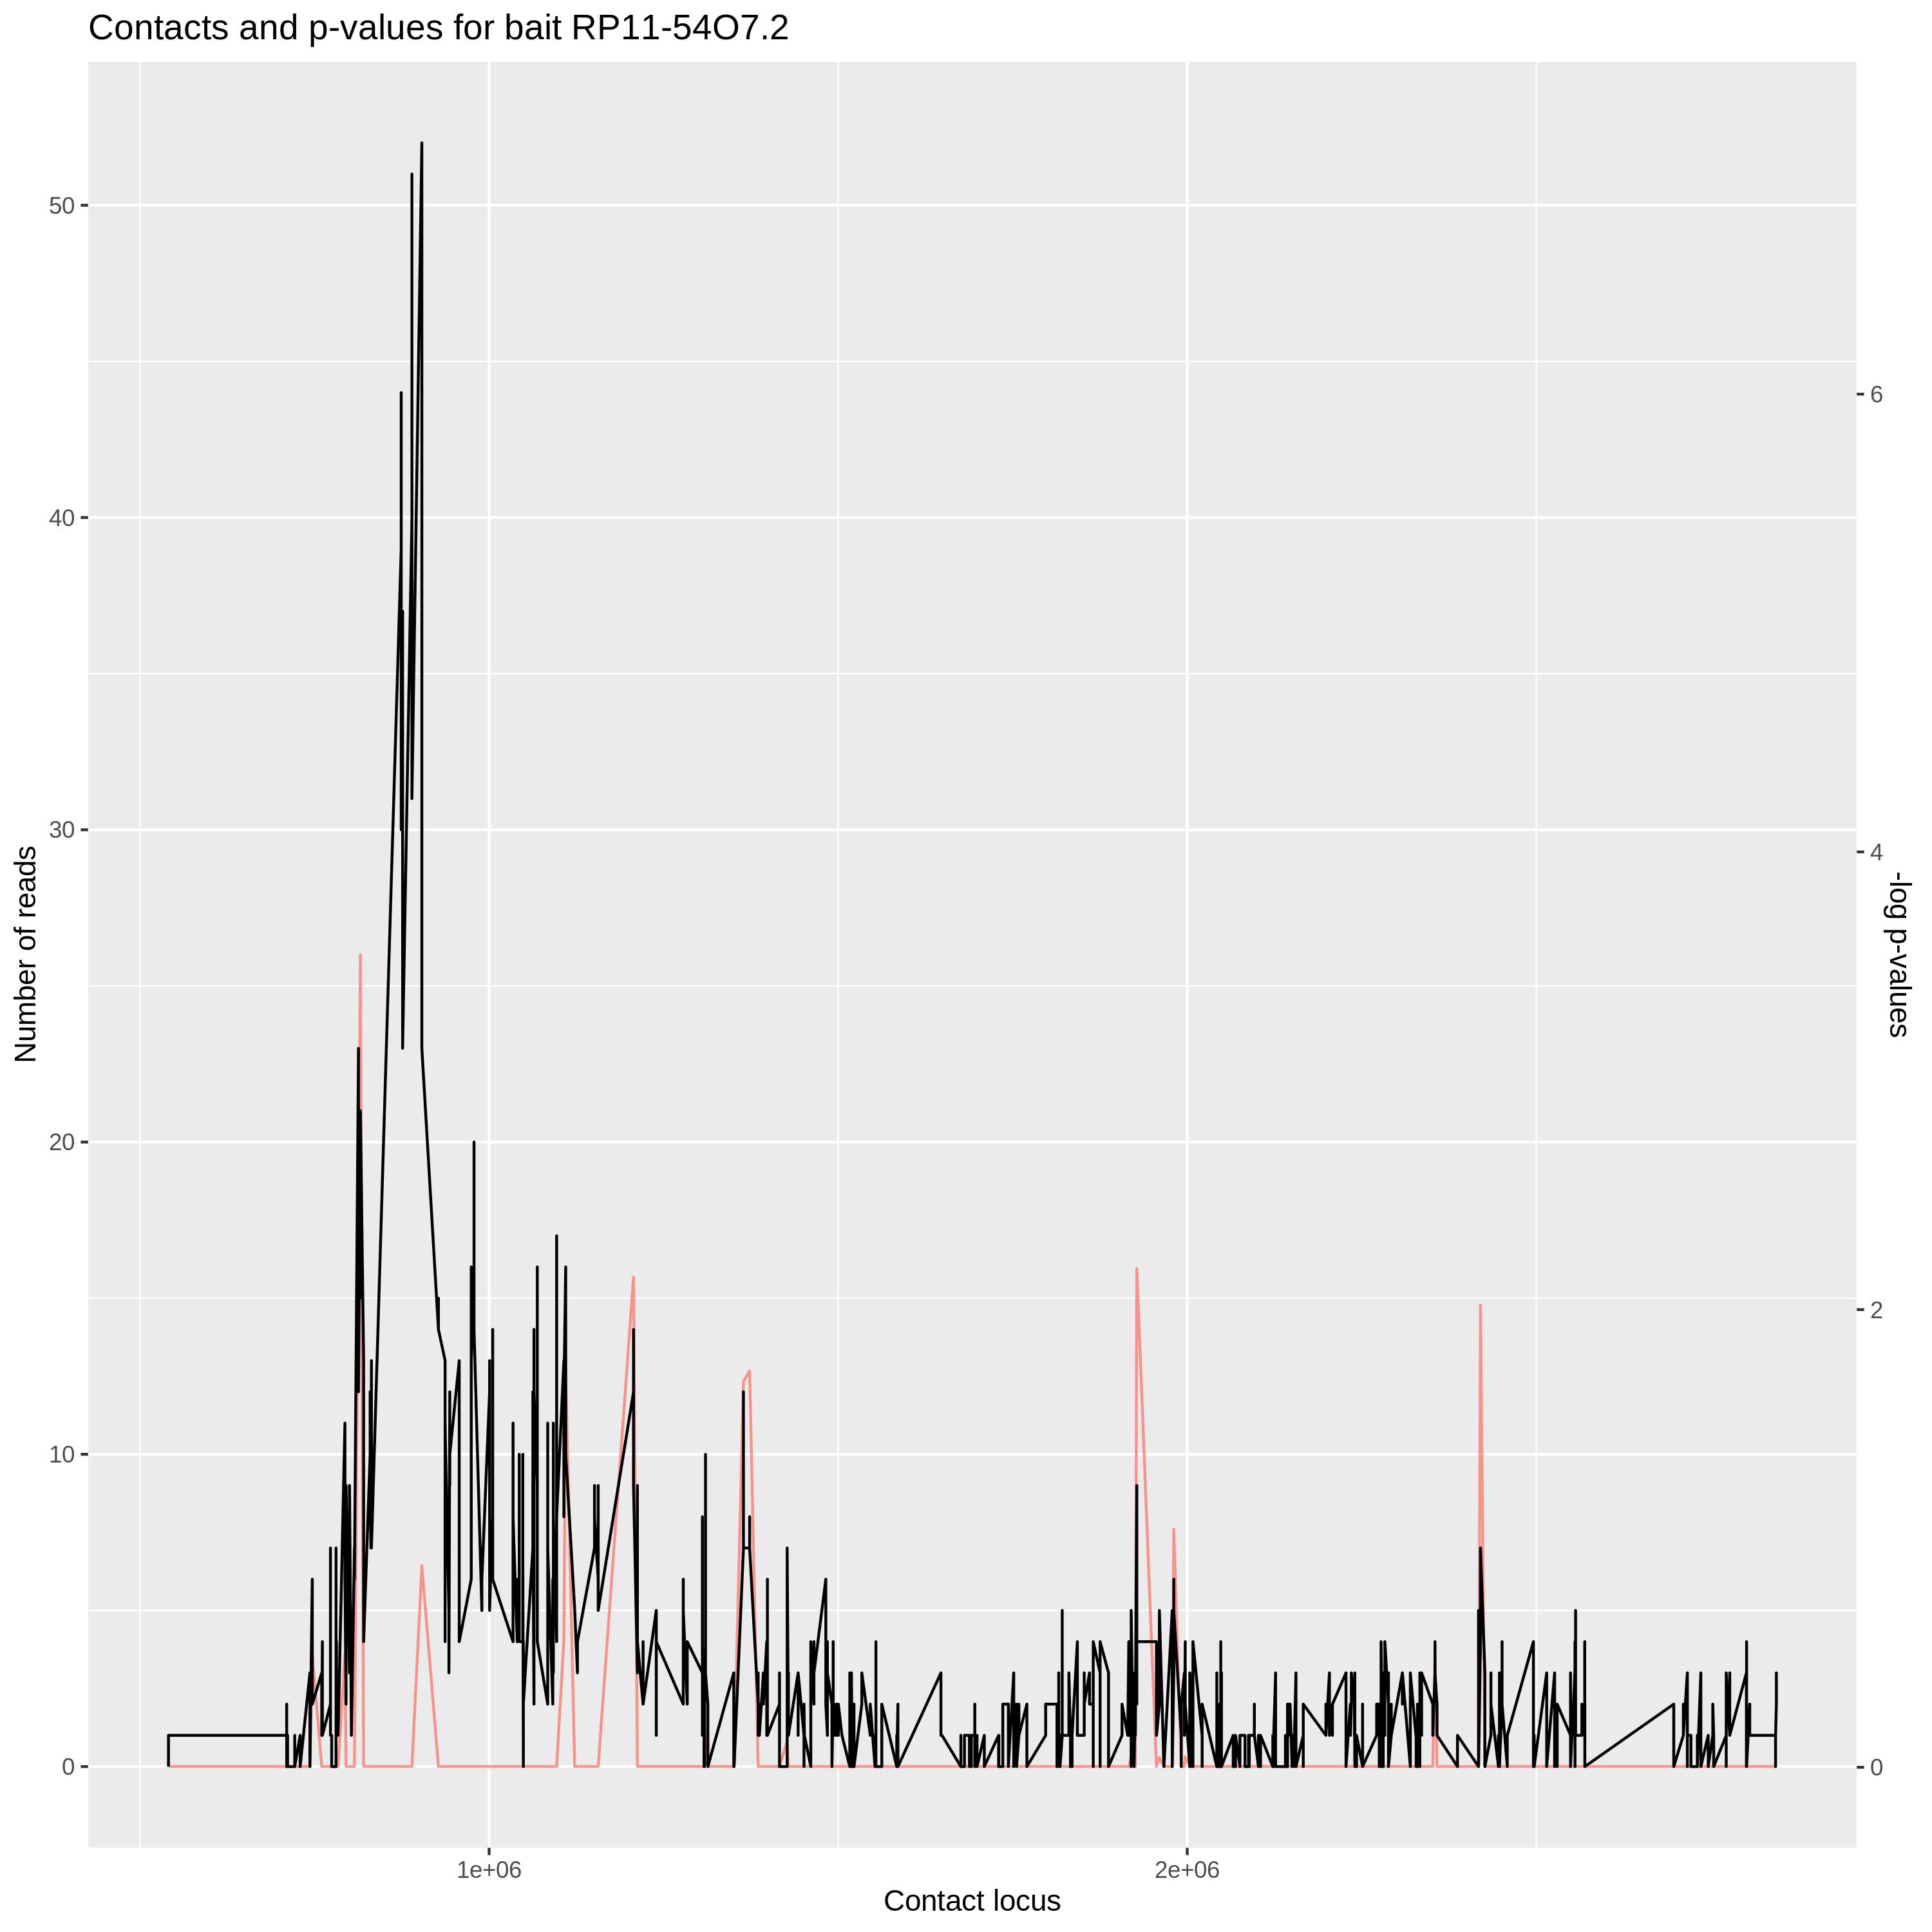 Contacts and p-values for bait RP11-54O7.2
50
40
30
20
10
0
Number of reads
6
4
2
0
-log p-values
1e+06
2e+06
Contact locus